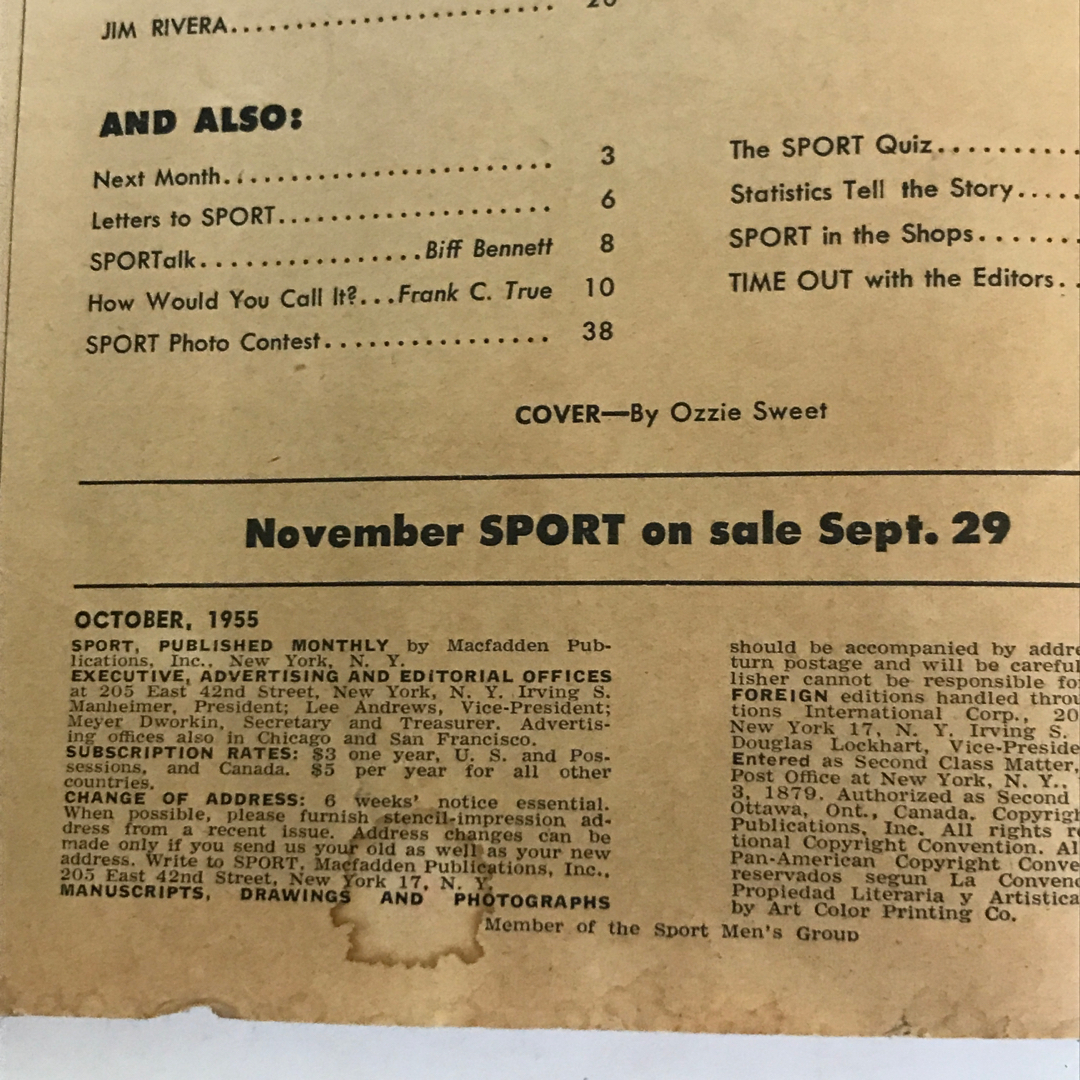 JIM RIVERA..............................
AND ALSO:
Next Month.............................. 3
Letters to SPORT........................ 6
SPORTalk.................Biff Bennett 8
How Would You Call It?...Frank C. True 10
SPORT Photo Contest................ 38
The SPORT Quiz..........
Statistics Tell the Story.....
SPORT in the Shops.......
TIME OUT with the Editors..
COVER—By Ozzie Sweet
November SPORT on sale Sept. 29
OCTOBER, 1955
SPORT, PUBLISHED MONTHLY by Macfadden Pub-
lications, Inc., New York, N. Y.
EXECUTIVE, ADVERTISING AND EDITORIAL OFFICES
at 205 East 42nd Street, New York, N. Y. Irving S.
Manheimer, President; Lee Andrews, Vice-President;
Meyer Dworkin, Secretary and Treasurer. Advertis-
ing offices also in Chicago and San Francisco.
SUBSCRIPTION RATES: $3 one year, U. S. and Pos-
sessions, and Canada. $5 per year for all other
countries.
CHANGE OF ADDRESS: 6 weeks' notice essential.
When possible, please furnish stencil-impression ad-
dress from a recent issue. Address changes can be
made only if you send us your old as well as your new
address. Write to SPORT, Macfadden Publications, Inc.,
205 East 42nd Street, New York 17, N. Y.
MANUSCRIPTS, DRAWINGS AND PHOTOGRAPHS
should be accompanied by addre
turn postage and will be careful
lisher cannot be responsible fo
FOREIGN editions handled throu
tions International Corp., 20
New York 17, N. Y. Irving S.
Douglas Lockhart, Vice-Preside
Entered as Second Class Matter,
Post Office at New York, N. Y.,
3, 1879. Authorized as Second
Ottawa, Ont., Canada. Copyrigh
Publications, Inc. All rights re
tional Copyright Convention. Al
Pan-American Copyright Conve
reservados segun La Convenc
Propiedad Literaria y Artistica
by Art Color Printing Co.
Member of the Sport Men's Group